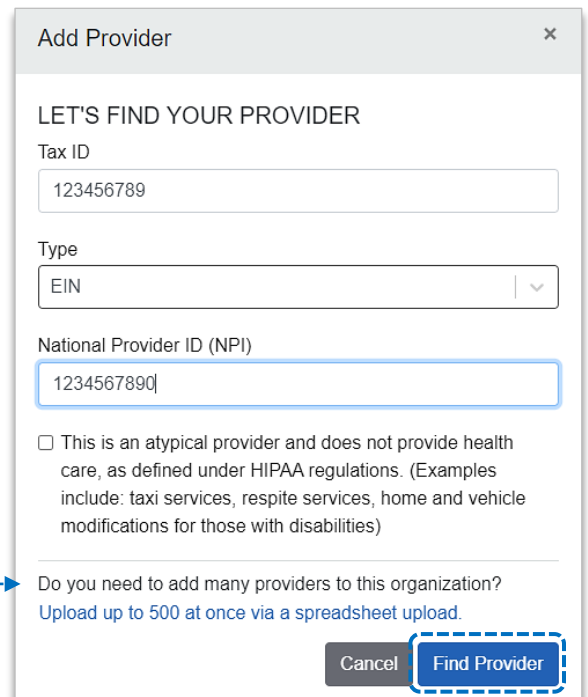 Add Provider
×
LET'S FIND YOUR PROVIDER
Tax ID
123456789
Type
EIN
National Provider ID (NPI)
1234567890
This is an atypical provider and does not provide health
care, as defined under HIPAA regulations. (Examples
include: taxi services, respite services, home and vehicle
modifications for those with disabilities)
Do you need to add many providers to this organization?
Upload up to 500 at once via a spreadsheet upload.
Cancel
Find Provider